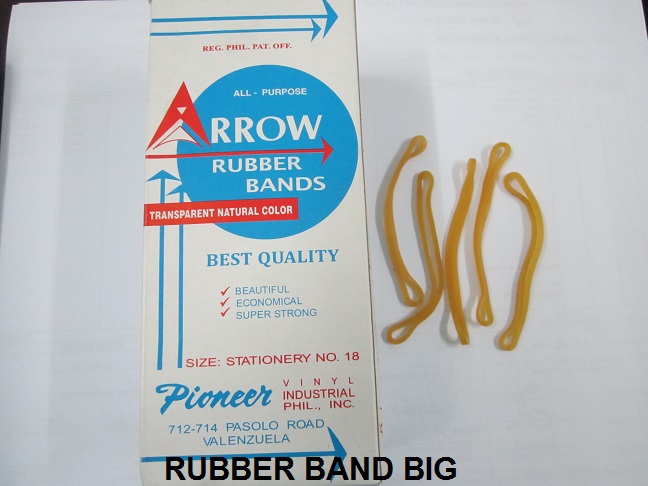 REG. PHIL. PAT. OFF.
ALL - PURPOSE
ARROW
RUBBER
BANDS
TRANSPARENT NATURAL COLOR
BEST QUALITY
✓ BEAUTIFUL
✓ ECONOMICAL
✓ SUPER STRONG
SIZE: STATIONERY NO. 18
Pioneer VINYL
INDUSTRIAL
PHIL., INC.
712-714 PASOLO ROAD
VALENZUELA
RUBBER BAND BIG